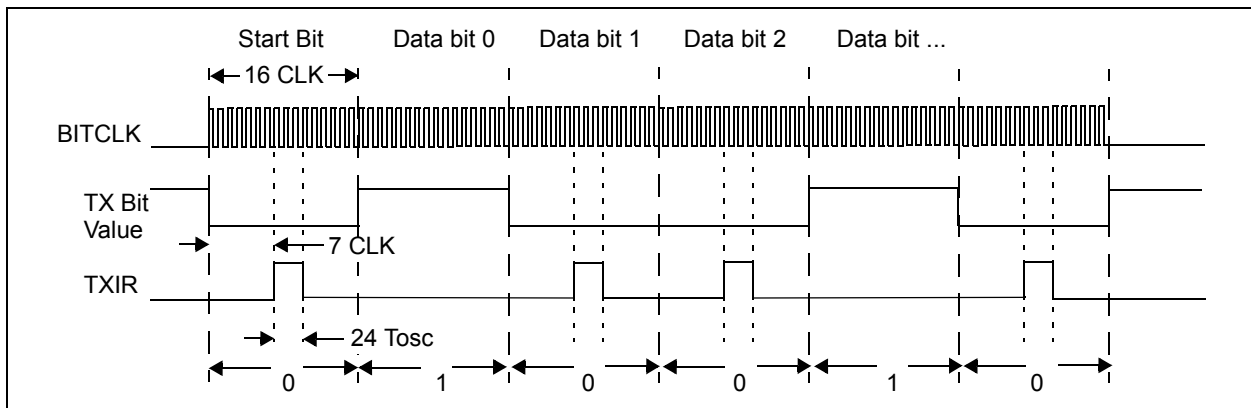 Start Bit Data bit 0 Data bit 1 Data bit 2 Data bit ...
16 CLK
BITCLK
TX Bit
Value
7 CLK
TXIR
24 Tosc
0 1 0 0 1 0